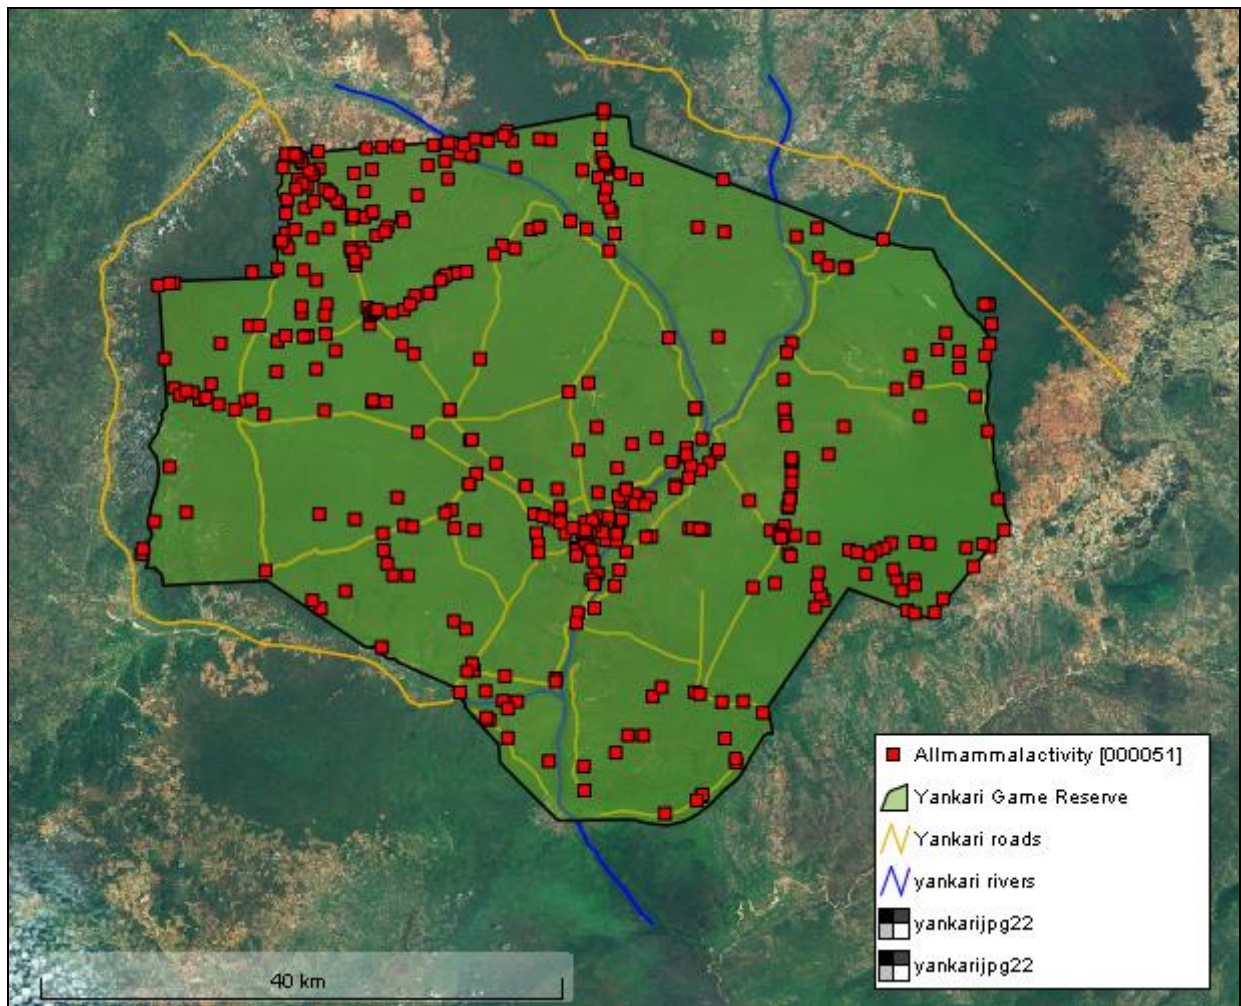 Allmammalactivity [000051]
Yankari Game Reserve
Yankari roads
yankari rivers
yankarijpg22
yankarijpg22
40 km